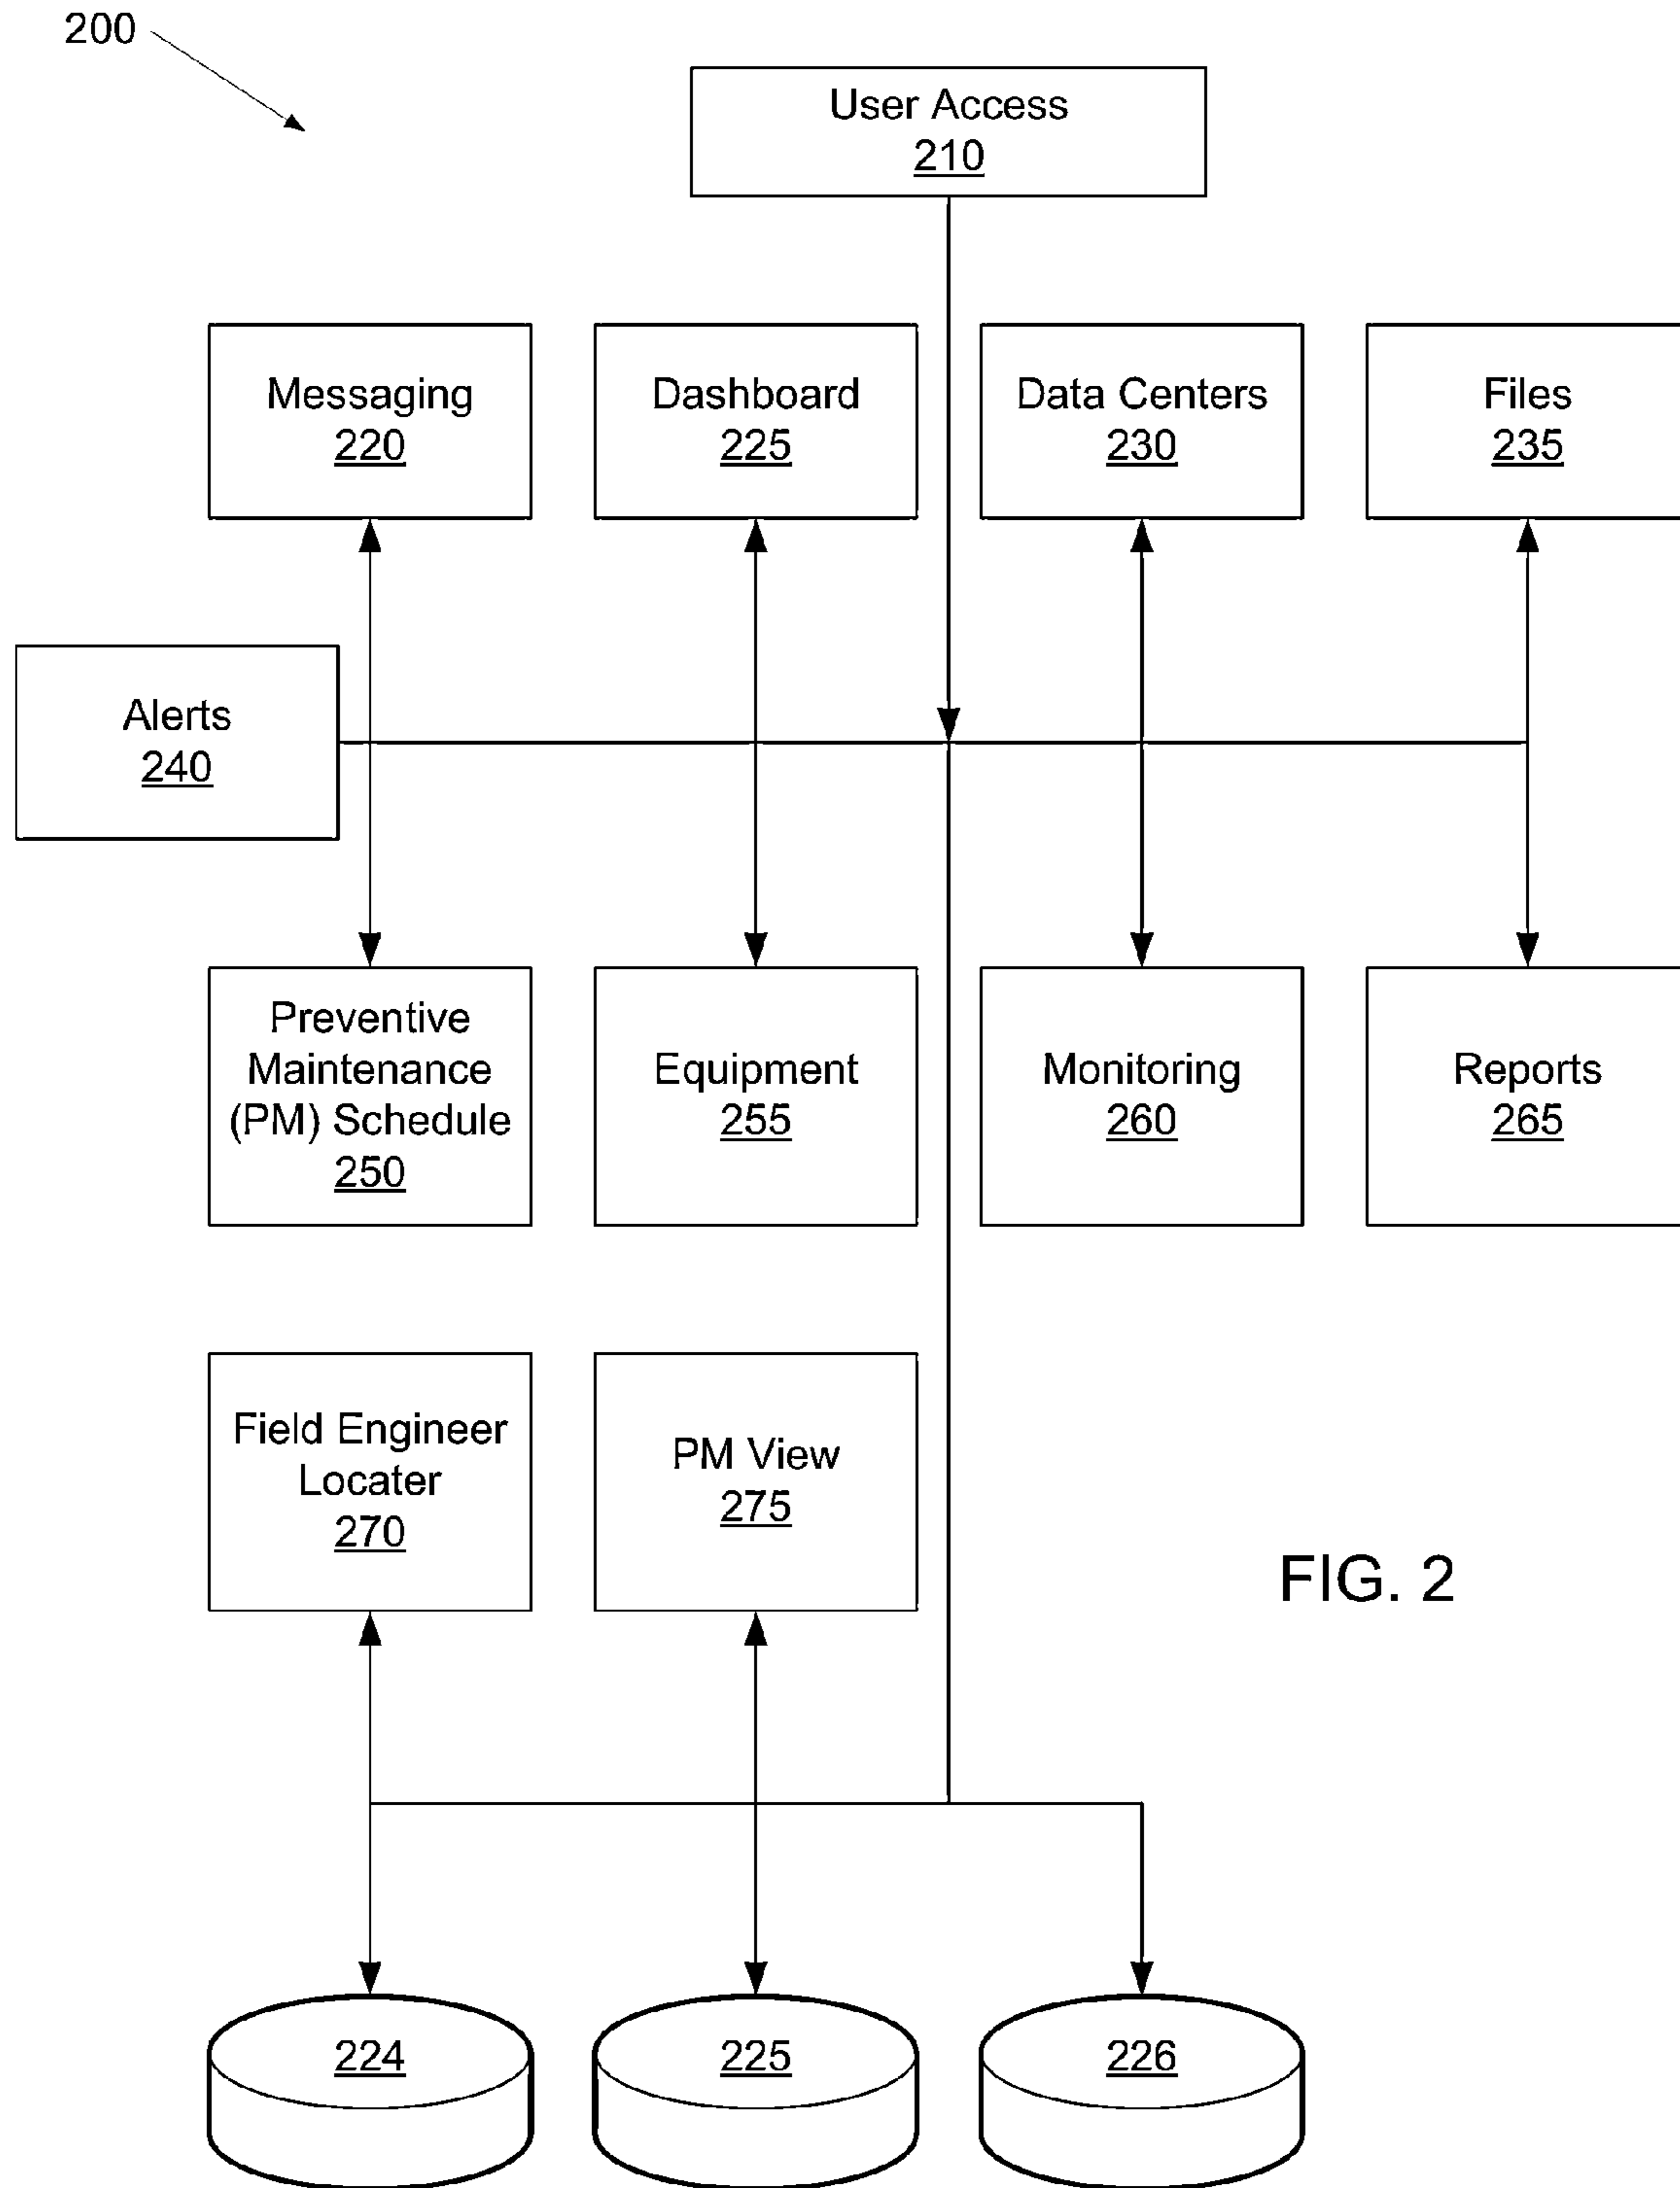 200
User Access
210
Messaging
220
Dashboard
225
Data Centers
230
Files
235
Alerts
240
Preventive
Maintenance
(PM) Schedule
250
Equipment
255
Monitoring
260
Reports
265
Field Engineer
Locater
270
PM View
275
FIG. 2
224
225
226